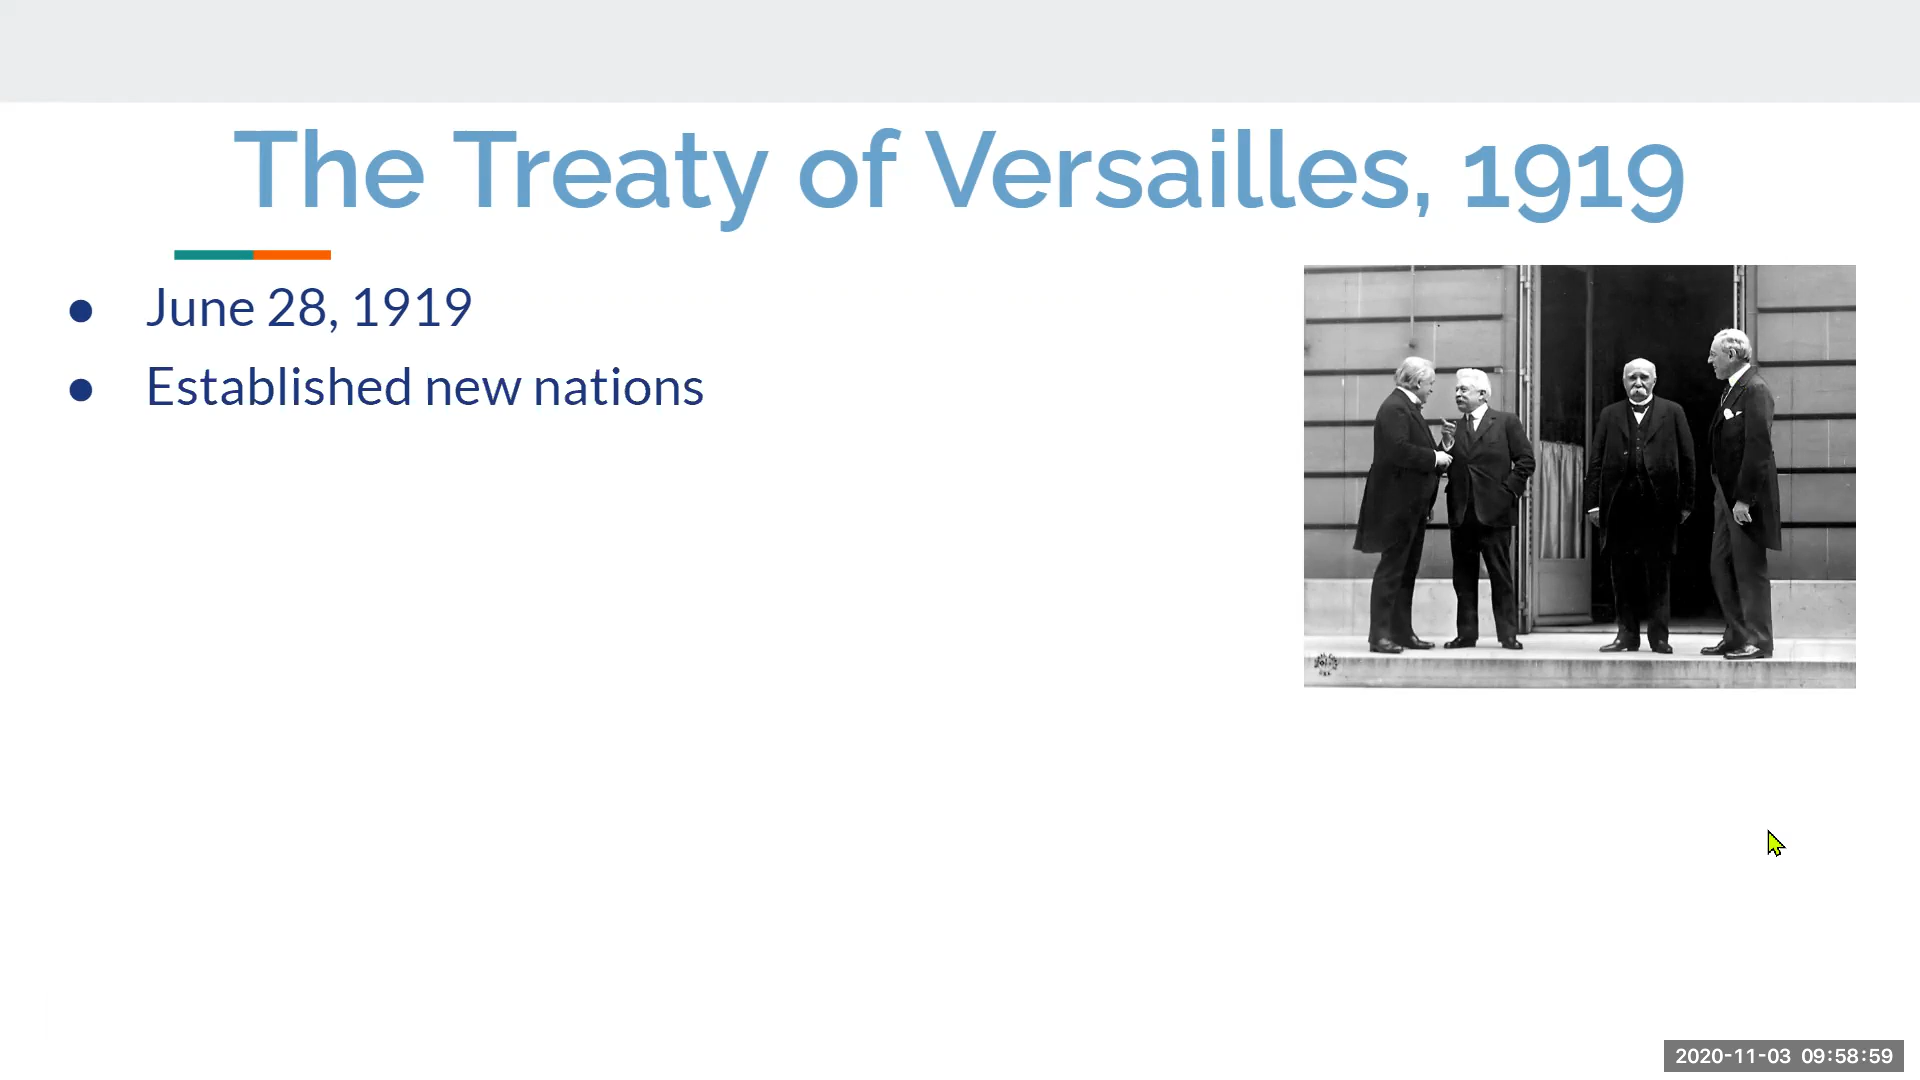 The Treaty of Versailles, 1919
● June 28, 1919
● Established new nations
2020-11-03 09:58:59